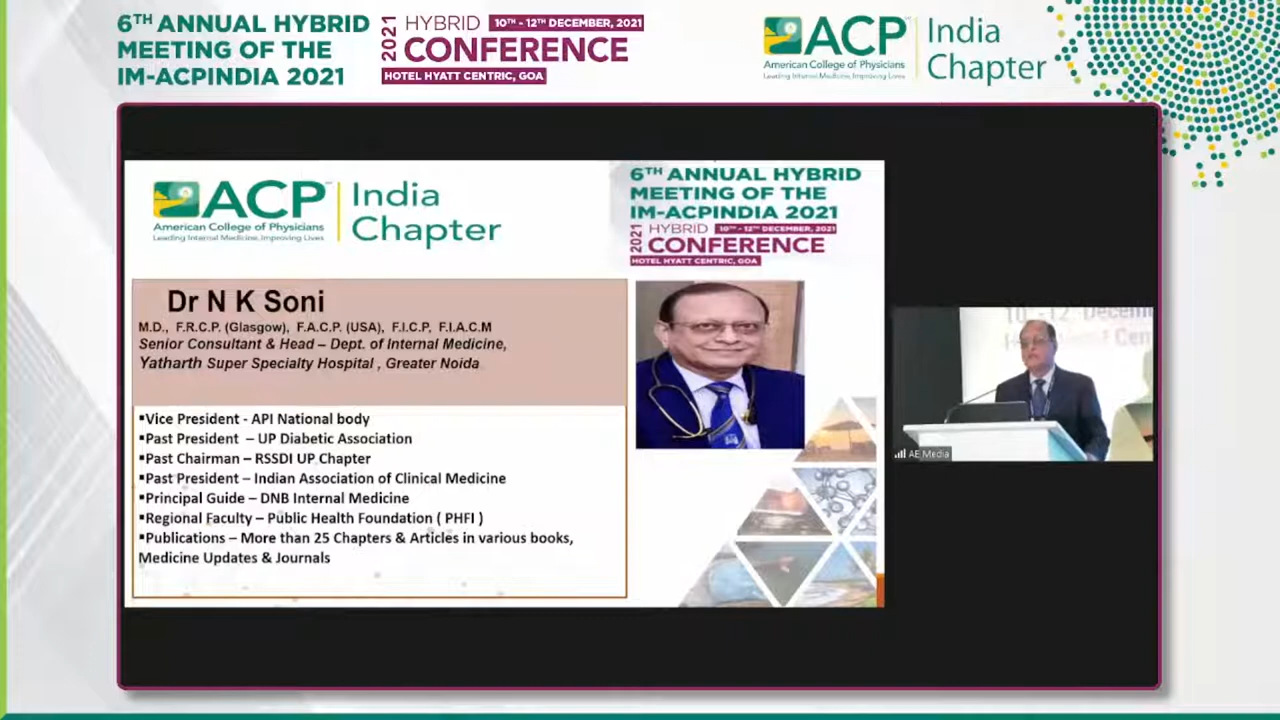 6TH ANNUAL HYBRID
MEETING OF THE
IM-ACPINDIA 2021
2021
HYBRID
10TH - 12TH DECEMBER, 2021
CONFERENCE
HOTEL HYATT CENTRIC, GOA
ACP
American College of Physicians
Leading Internal Medicine, Improving Lives
India
Chapter
ACP
American College of Physicians
Leading Internal Medicine, Improving Lives
India
Chapter
6TH ANNUAL HYBRID
MEETING OF THE
IM-ACPINDIA 2021
2021
HYBRID
10TH - 12TH DECEMBER, 2021
CONFERENCE
HOTEL HYATT CENTRIC, GOA
Dr N K Soni
M.D., F.R.C.P. (Glasgow), F.A.C.P. (USA), F.I.C.P, F.I.A.C.M
Senior Consultant & Head – Dept. of Internal Medicine,
Yatharth Super Specialty Hospital , Greater Noida
▪Vice President - API National body
▪Past President – UP Diabetic Association
▪Past Chairman – RSSDI UP Chapter
▪Past President – Indian Association of Clinical Medicine
▪Principal Guide – DNB Internal Medicine
▪Regional Faculty – Public Health Foundation ( PHFI )
▪Publications – More than 25 Chapters & Articles in various books,
Medicine Updates & Journals
AE Media